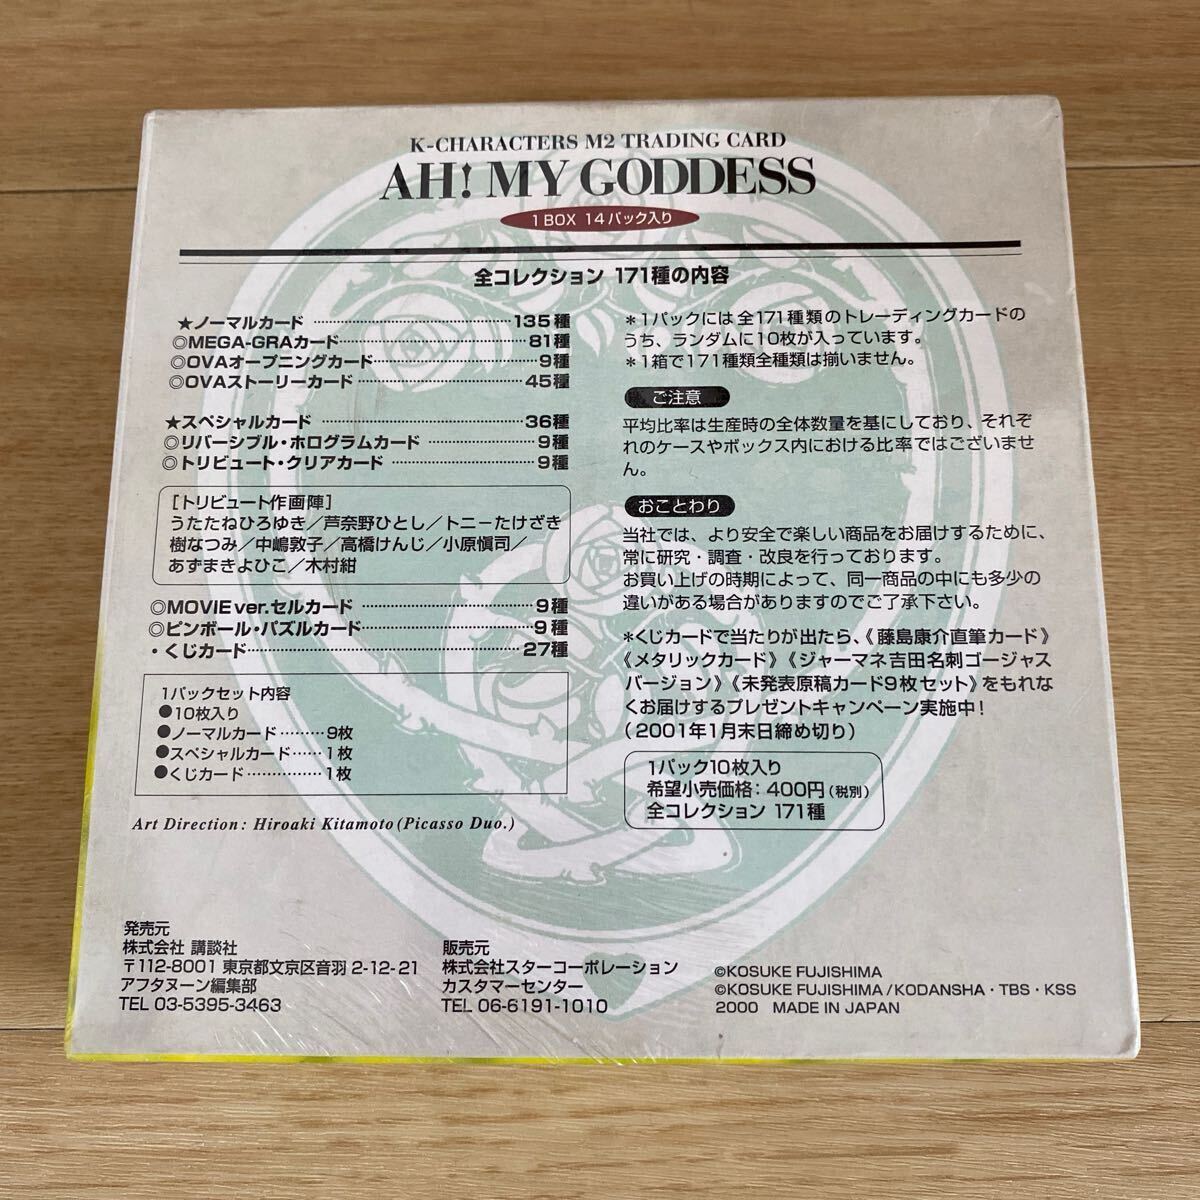 K-CHARACTERS M2 TRADING CARD
AH! MY GODDESS
1BOX 14パック入り
全コレクション 171種の内容
★ノーマルカード ……………………………… 135種
◎MEGA-GRAカード ……………………………… 81種
◎OVAオープニングカード ……………………………… 9種
◎OVAストーリーカード ……………………………… 45種
★スペシャルカード ……………………………… 36種
◎リバーシブル・ホログラムカード ………………… 9種
◎トリビュート・クリアカード ………………… 9種
[トリビュート作画陣]
うたたねひろゆき/芦奈野ひとし/トニーたけざき
樹なつみ/中嶋敦子/高橋けんじ/小原愼司/
あずまきよひこ/木村紺
◎MOVIE ver.セルカード ………………… 9種
◎ピンボール・パズルカード ………………… 9種
・くじカード ……………………………… 27種
1パックセット内容
●10枚入り
●ノーマルカード ……… 9枚
●スペシャルカード …… 1枚
●くじカード …………… 1枚
Art Direction : Hiroaki Kitamoto (Picasso Duo.)
*1パックには全171種類のトレーディングカードの
うち、ランダムに10枚が入っています。
*1箱で171種類全種類は揃いません。
ご注意
平均比率は生産時の全体数量を基にしており、それぞ
れのケースやボックス内における比率ではございませ
ん。
おことわり
当社では、より安全で楽しい商品をお届けするために、
常に研究・調査・改良を行っております。
お買い上げの時期によって、同一商品の中にも多少の
違いがある場合がありますのでご了承下さい。
*くじカードで当たりが出たら、《藤島康介直筆カード》
《メタリックカード》《ジャーマネ吉田名刺ゴージャス
バージョン》《未発表原稿カード9枚セット》をもれな
くお届けするプレゼントキャンペーン実施中!
(2001年1月末日締め切り)
1パック10枚入り
希望小売価格:400円(税別)
全コレクション 171種
発売元
株式会社 講談社
〒112-8001 東京都文京区音羽 2-12-21
アフタヌーン編集部
TEL 03-5395-3463
販売元
株式会社スターコーポレーション
カスタマーセンター
TEL 06-6191-1010
©KOSUKE FUJISHIMA
©KOSUKE FUJISHIMA/KODANSHA・TBS・KSS
2000 MADE IN JAPAN